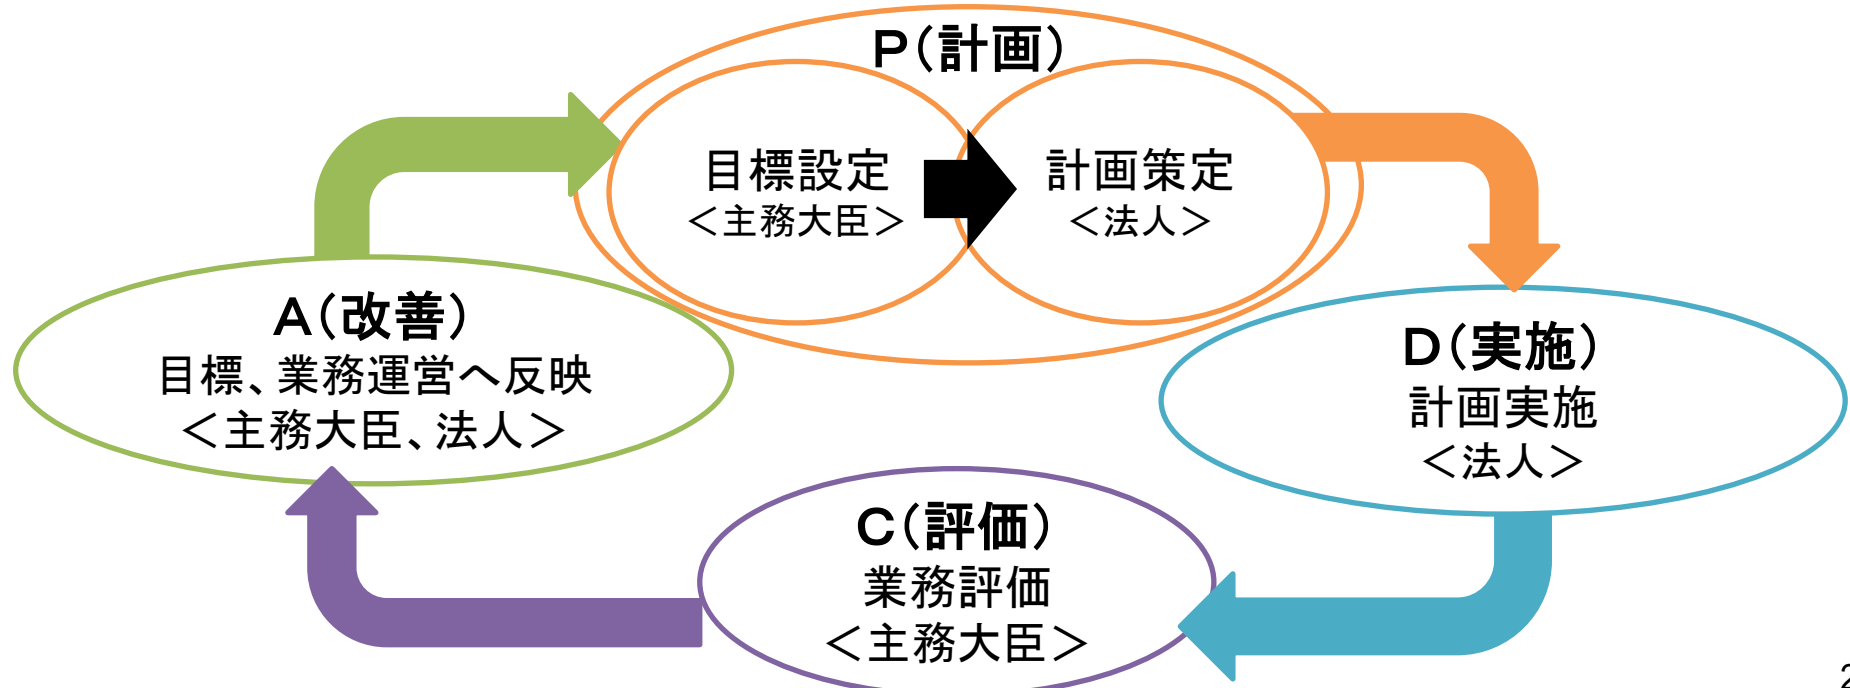 P（計画）
目標設定
＜主務大臣＞
計画策定
＜法人＞
D（実施）
計画実施
＜法人＞
C（評価）
業務評価
＜主務大臣＞
A（改善）
目標、業務運営へ反映
＜主務大臣、法人＞